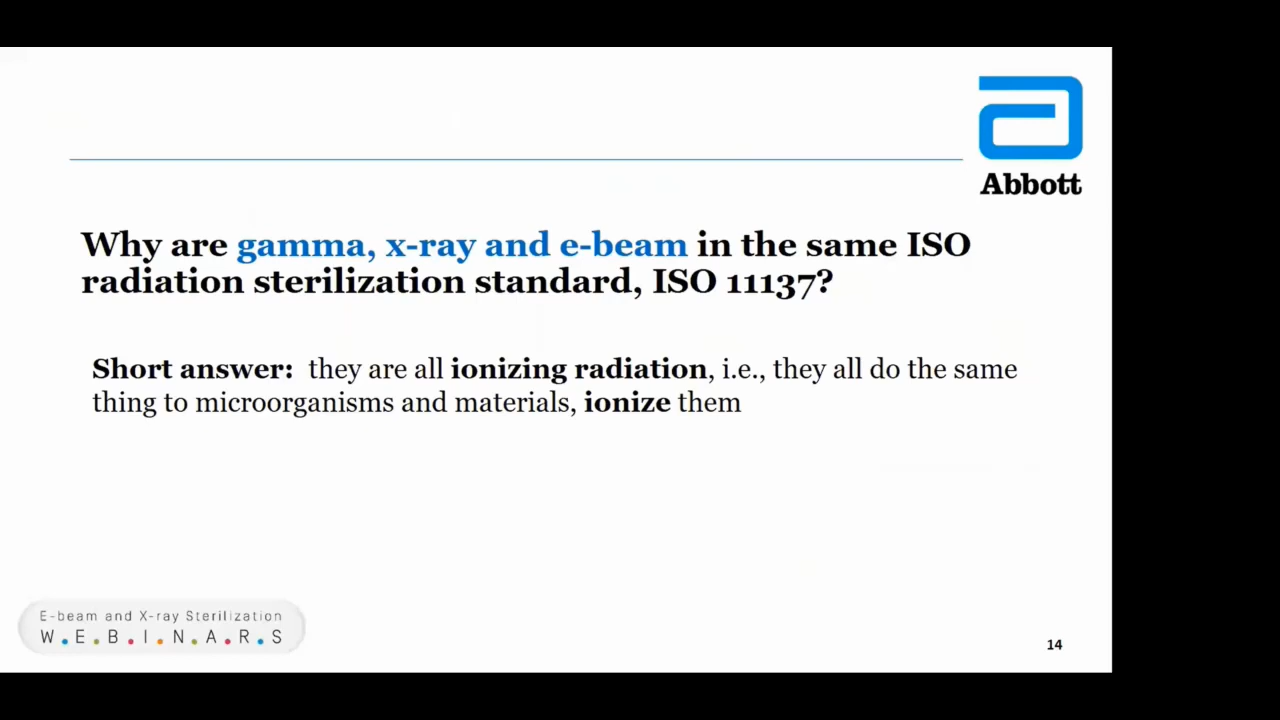 Abbott
Why are gamma, x-ray and e-beam in the same ISO
radiation sterilization standard, ISO 11137?
Short answer: they are all ionizing radiation, i.e., they all do the same
thing to microorganisms and materials, ionize them
E-beam and X-ray Sterilization
W.E.B.I.N.A.R.S
14